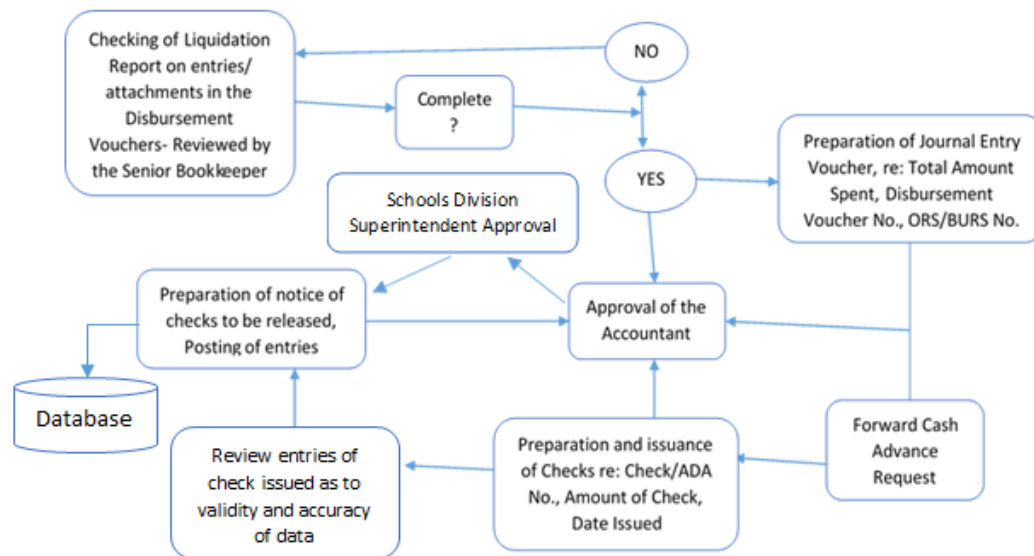 Checking of Liquidation
Report on entries/
attachments in the
Disbursement
Vouchers- Reviewed by
the Senior Bookkeeper
NO
Complete
?
YES
Preparation of Journal Entry
Voucher, re: Total Amount
Spent, Disbursement
Voucher No., ORS/BURS No.
Schools Division
Superintendent Approval
Preparation of notice of
checks to be released,
Posting of entries
Approval of the
Accountant
Database
Review entries of
check issued as to
validity and accuracy
of data
Preparation and issuance
of Checks re: Check/ADA
No., Amount of Check,
Date Issued
Forward Cash
Advance
Request